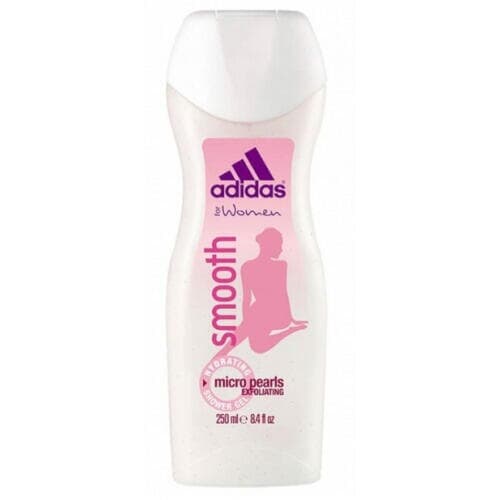 adidas
for Women
smooth
HYDRATING
SHOWER GEL
micro pearls
EXFOLIATING
250 ml e 8.4 fl oz